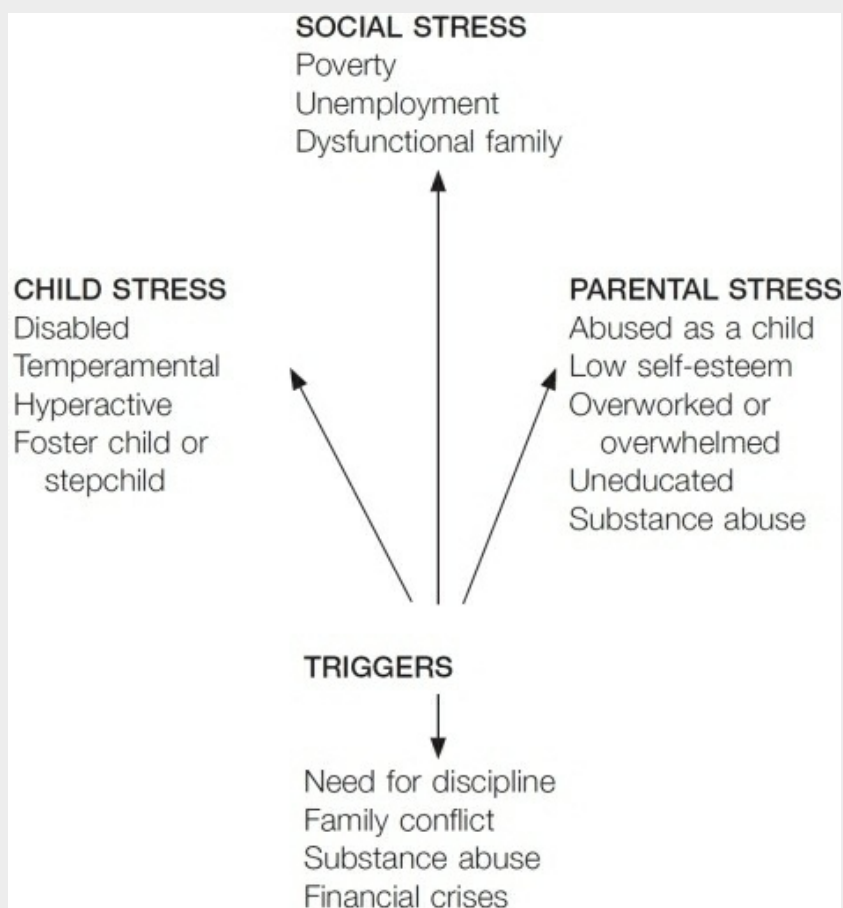 SOCIAL STRESS
Poverty
Unemployment
Dysfunctional family
CHILD STRESS
Disabled
Temperamental
Hyperactive
Foster child or
stepchild
PARENTAL STRESS
Abused as a child
Low self-esteem
Overworked or
overwhelmed
Uneducated
Substance abuse
TRIGGERS
Need for discipline
Family conflict
Substance abuse
Financial crises